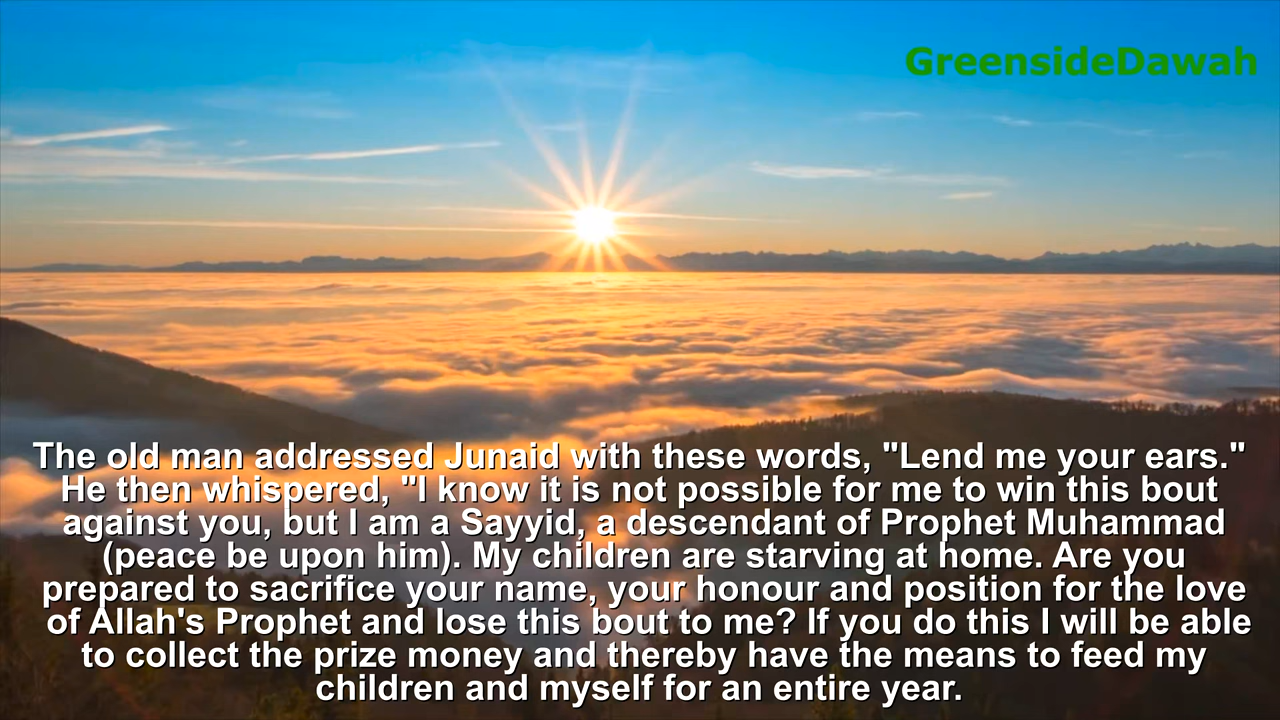 GreensideDawah
The old man addressed Junaid with these words, "Lend me your ears."
He then whispered, "I know it is not possible for me to win this bout
against you, but I am a Sayyid, a descendant of Prophet Muhammad
(peace be upon him). My children are starving at home. Are you
prepared to sacrifice your name, your honour and position for the love
of Allah's Prophet and lose this bout to me? If you do this I will be able
to collect the prize money and thereby have the means to feed my
children and myself for an entire year.